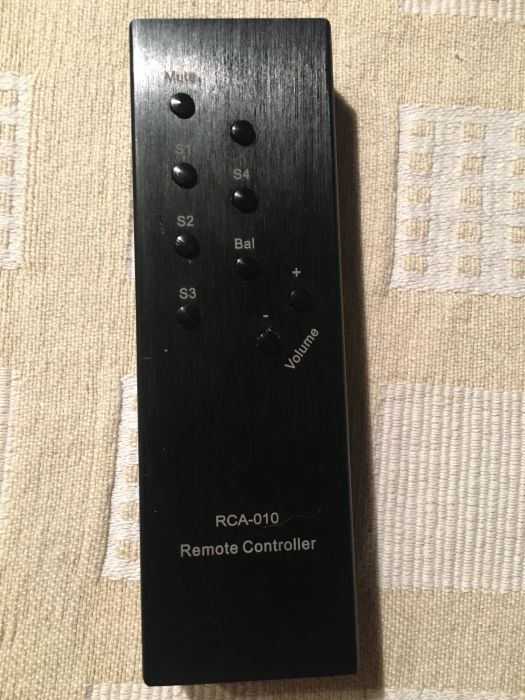 Mute
S1
S4
S2
Bal
+
S3
-
Volume
RCA-010
Remote Controller